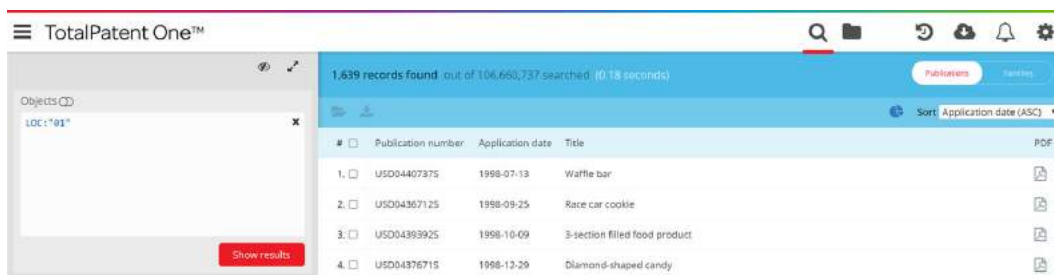 TotalPatent One™
1,639 records found out of 106,660,737 searched (0.18 seconds)
Publications Families
Objects
LOC:"01" x
Sort Application date (ASC)
# Publication number Application date Title PDF
1. USD0440737S 1998-07-13 Waffle bar
2. USD0436712S 1998-09-25 Race car cookie
3. USD0439392S 1998-10-09 3-section filled food product
4. USD0437671S 1998-12-29 Diamond-shaped candy
Show results